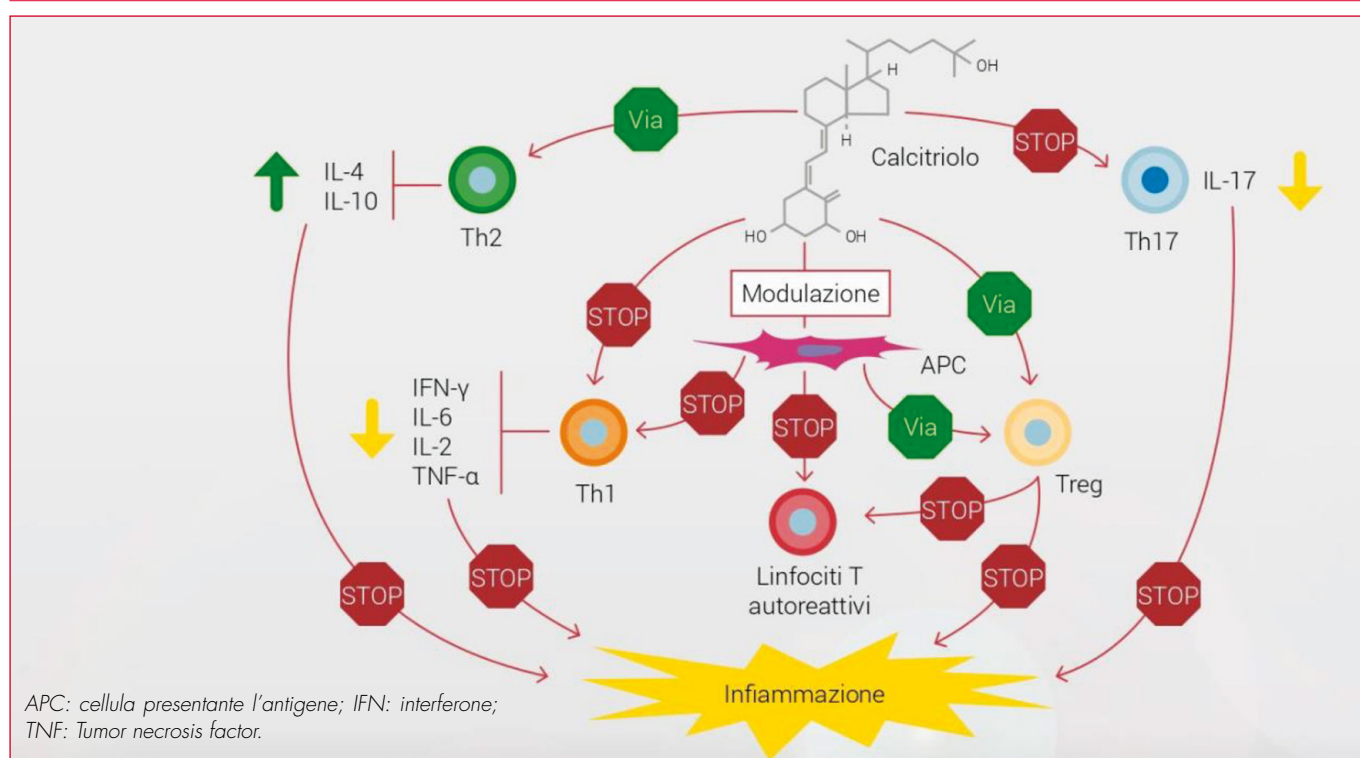 OH
H
H
Calcitriolo
HO
OH
Via
STOP
IL-4
IL-10
Th2
IL-17
Th17
STOP
Modulazione
Via
APC
IFN-γ
IL-6
IL-2
TNF-α
Th1
STOP
STOP
Via
Treg
STOP
Linfociti T
autoreattivi
STOP
STOP
STOP
STOP
Infiammazione
APC: cellula presentante l'antigene; IFN: interferone;
TNF: Tumor necrosis factor.